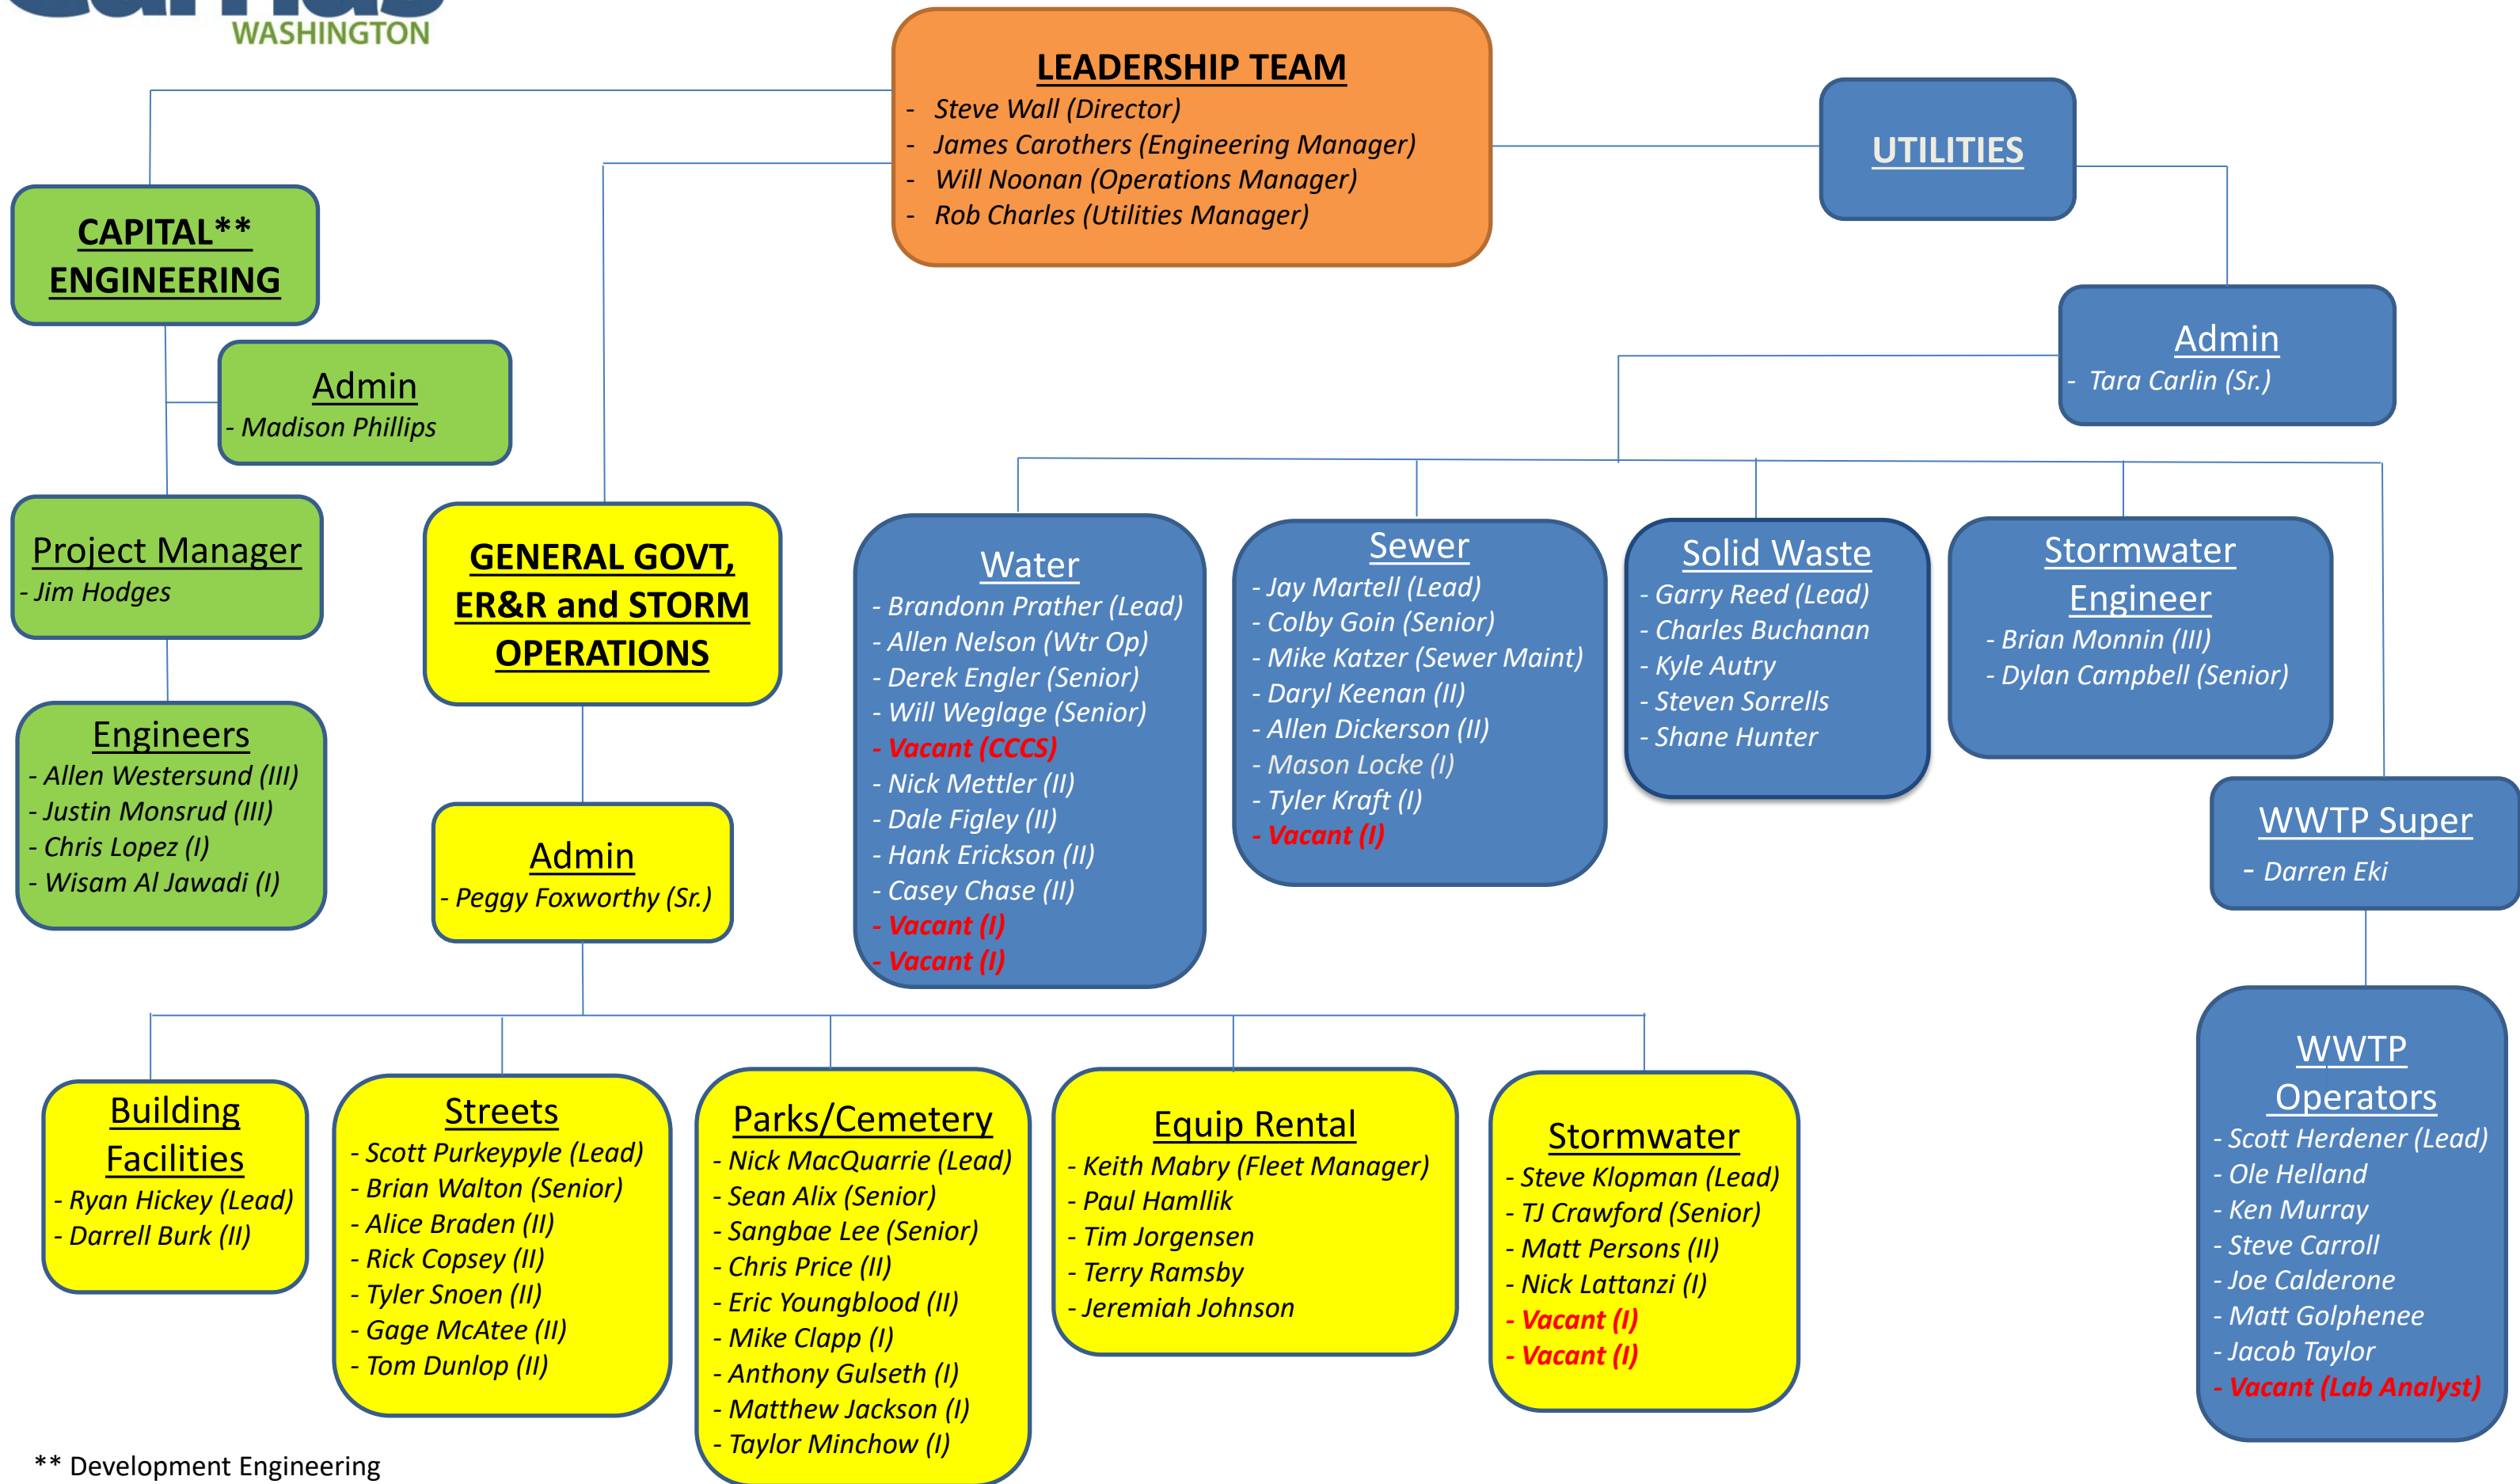 WASHINGTON
LEADERSHIP TEAM
- Steve Wall (Director)
- James Carothers (Engineering Manager)
- Will Noonan (Operations Manager)
- Rob Charles (Utilities Manager)
UTILITIES
CAPITAL**
ENGINEERING
Admin
- Tara Carlin (Sr.)
Admin
- Madison Phillips
Project Manager
- Jim Hodges
Engineers
- Allen Westersund (III)
- Justin Monsrud (III)
- Chris Lopez (I)
- Wisam Al Jawadi (I)
GENERAL GOVT,
ER&R and STORM
OPERATIONS
Admin
- Peggy Foxworthy (Sr.)
Water
- Brandonn Prather (Lead)
- Allen Nelson (Wtr Op)
- Derek Engler (Senior)
- Will Weglage (Senior)
- Vacant (CCCS)
- Nick Mettler (II)
- Dale Figley (II)
- Hank Erickson (II)
- Casey Chase (II)
- Vacant (I)
- Vacant (I)
Sewer
- Jay Martell (Lead)
- Colby Goin (Senior)
- Mike Katzer (Sewer Maint)
- Daryl Keenan (II)
- Allen Dickerson (II)
- Mason Locke (I)
- Tyler Kraft (I)
- Vacant (I)
Solid Waste
- Garry Reed (Lead)
- Charles Buchanan
- Kyle Autry
- Steven Sorrells
- Shane Hunter
Stormwater
Engineer
- Brian Monnin (III)
- Dylan Campbell (Senior)
WWTP Super
- Darren Eki
WWTP
Operators
- Scott Herdener (Lead)
- Ole Helland
- Ken Murray
- Steve Carroll
- Joe Calderone
- Matt Golphenee
- Jacob Taylor
- Vacant (Lab Analyst)
Building
Facilities
- Ryan Hickey (Lead)
- Darrell Burk (II)
Streets
- Scott Purkeypyle (Lead)
- Brian Walton (Senior)
- Alice Braden (II)
- Rick Copsey (II)
- Tyler Snoen (II)
- Gage McAtee (II)
- Tom Dunlop (II)
Parks/Cemetery
- Nick MacQuarrie (Lead)
- Sean Alix (Senior)
- Sangbae Lee (Senior)
- Chris Price (II)
- Eric Youngblood (II)
- Mike Clapp (I)
- Anthony Gulseth (I)
- Matthew Jackson (I)
- Taylor Minchow (I)
Equip Rental
- Keith Mabry (Fleet Manager)
- Paul Hamllik
- Tim Jorgensen
- Terry Ramsby
- Jeremiah Johnson
Stormwater
- Steve Klopman (Lead)
- TJ Crawford (Senior)
- Matt Persons (II)
- Nick Lattanzi (I)
- Vacant (I)
- Vacant (I)
** Development Engineering